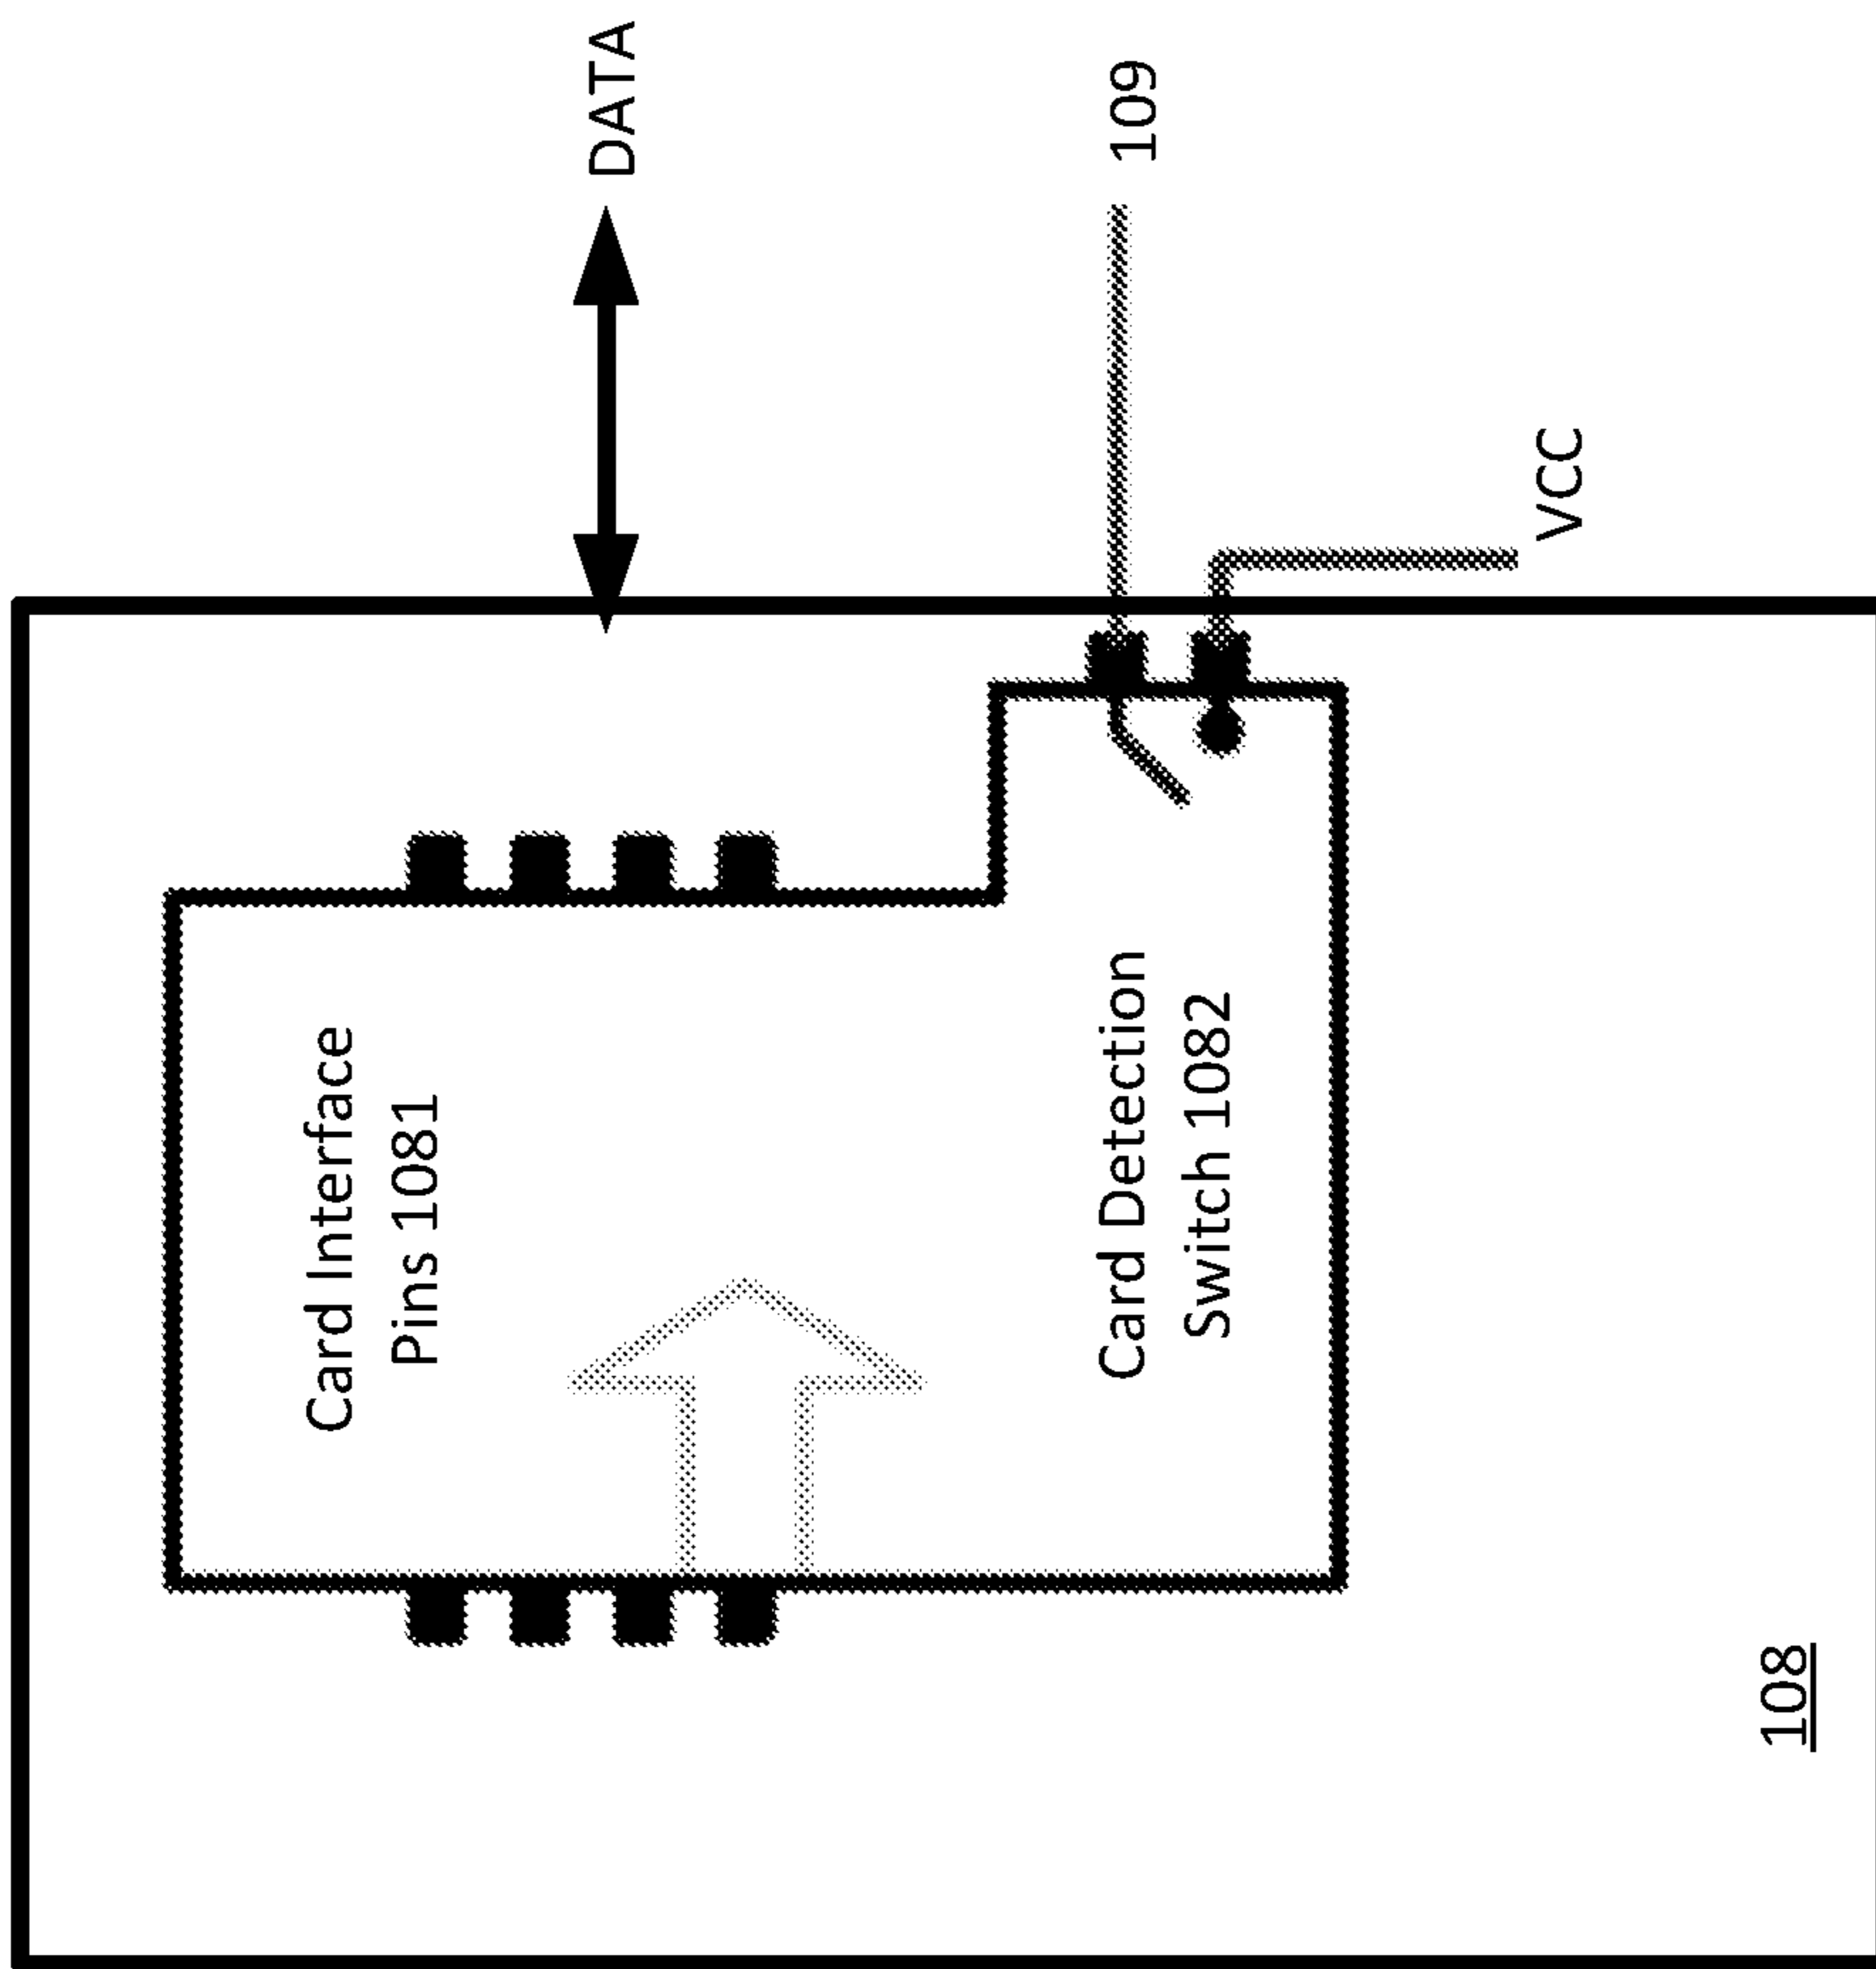 Card Interface
Pins 1081
DATA
Card Detection
Switch 1082
109
VCC
108